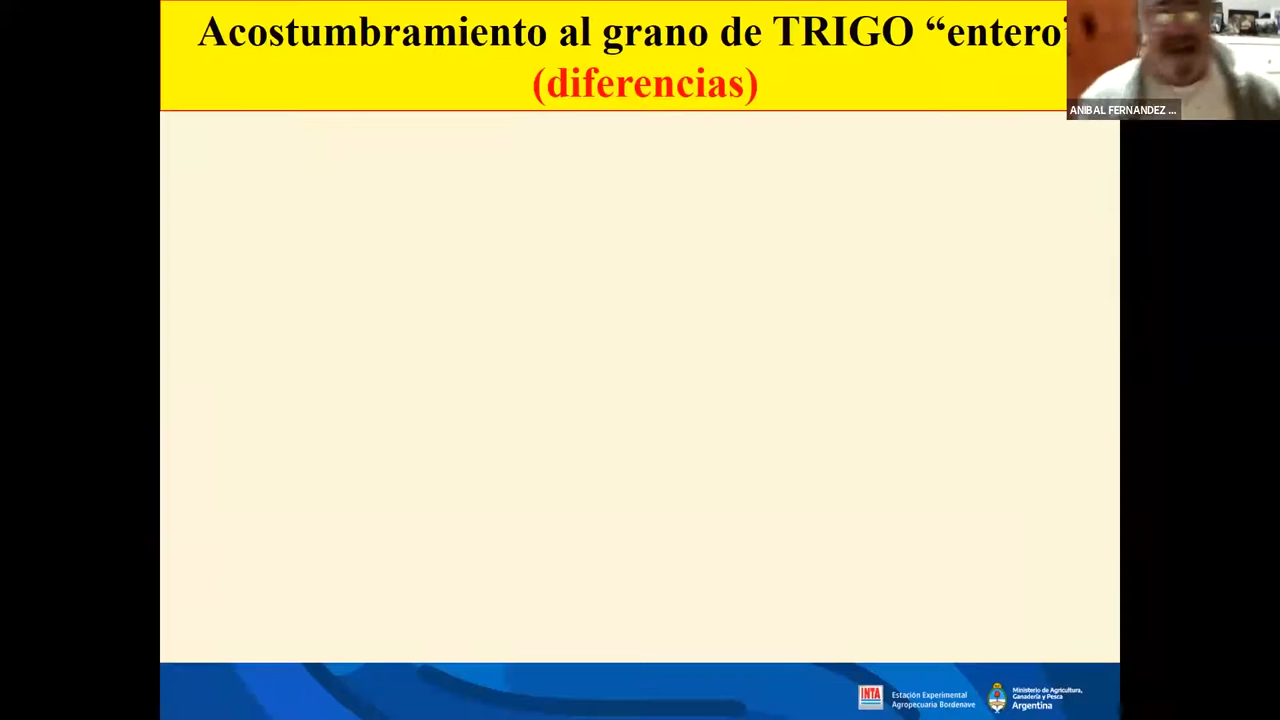 Acostumbramiento al grano de TRIGO “entero”
(diferencias)
ANIBAL FERNANDEZ ...
INTA
Estación Experimental
Agropecuaria Bordenave
Ministerio de Agricultura,
Ganadería y Pesca
Argentina